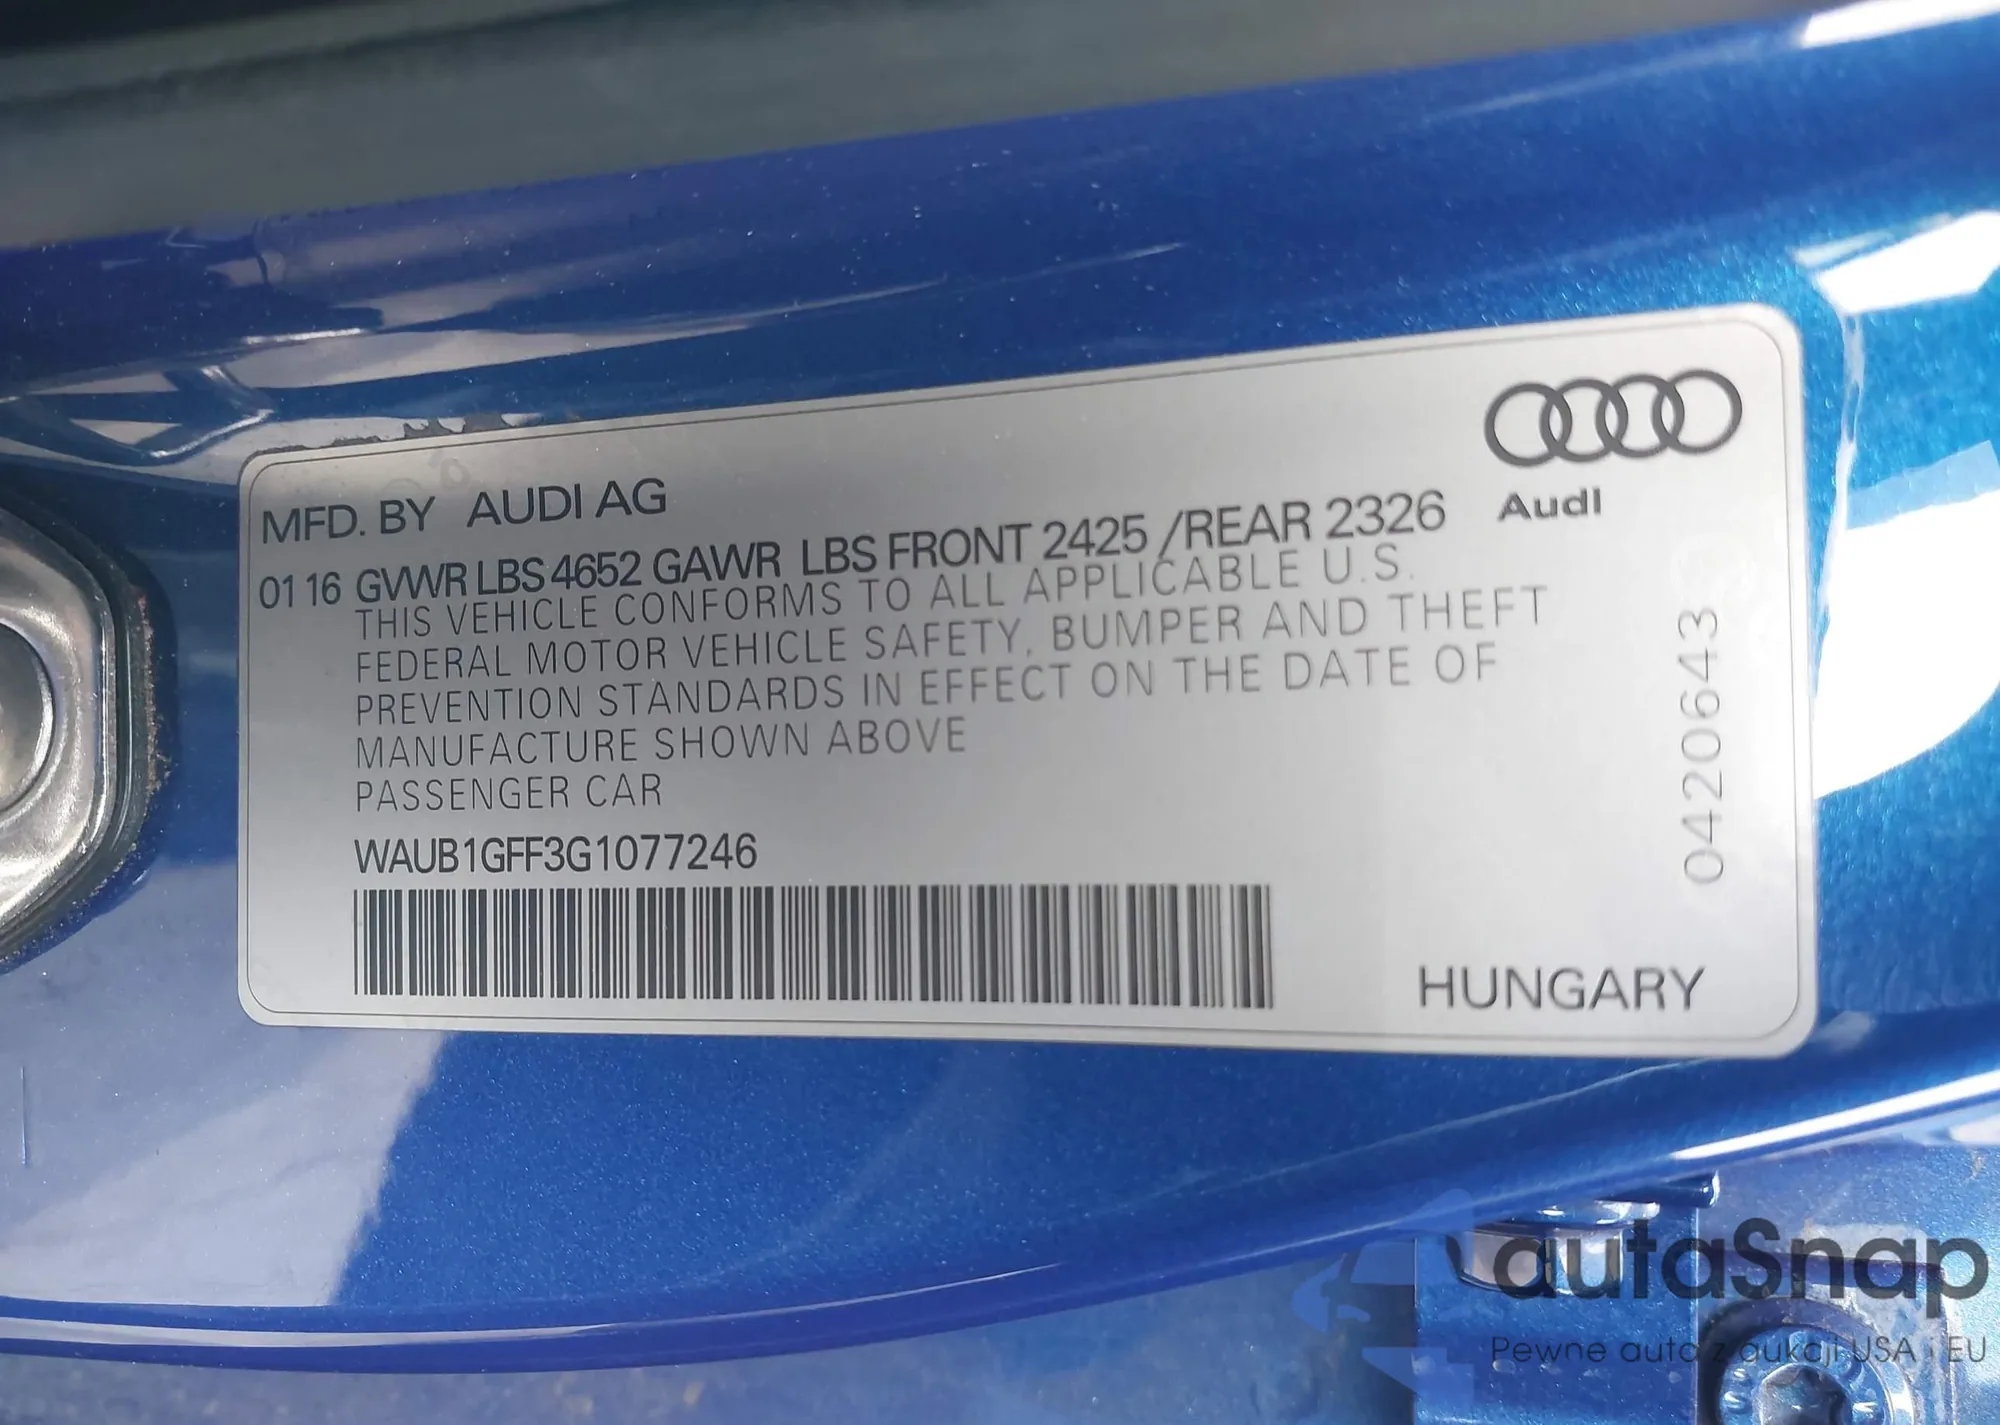 MFD. BY AUDI AG
01 16 GVWR LBS 4652 GAWR LBS FRONT 2425 /REAR 2326
THIS VEHICLE CONFORMS TO ALL APPLICABLE U.S.
FEDERAL MOTOR VEHICLE SAFETY, BUMPER AND THEFT
PREVENTION STANDARDS IN EFFECT ON THE DATE OF
MANUFACTURE SHOWN ABOVE
PASSENGER CAR
WAUB1GFF3G1077246
Audi
0420643
HUNGARY
autaSnap
Pewne auto z aukcji USA i EU